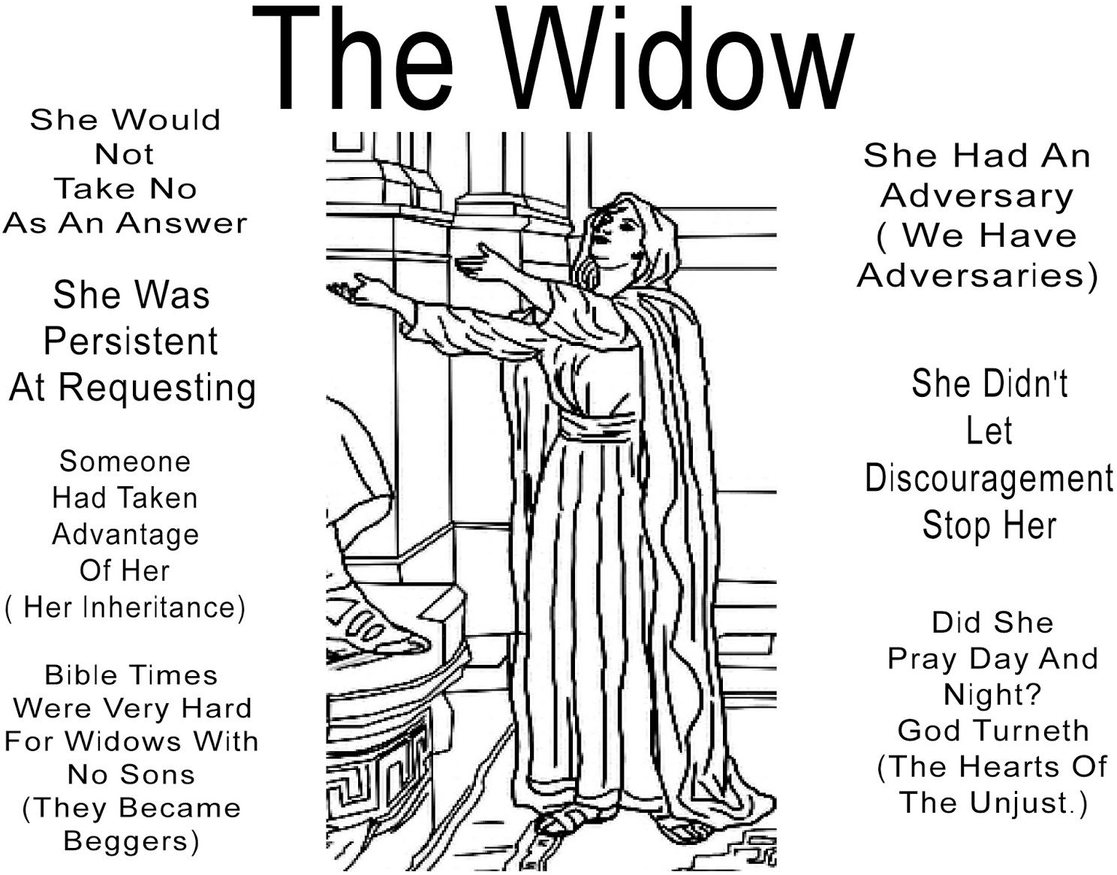 The Widow
She Would
Not
Take No
As An Answer
She Was
Persistent
At Requesting
Someone
Had Taken
Advantage
Of Her
( Her Inheritance)
Bible Times
Were Very Hard
For Widows With
No Sons
(They Became
Beggers)
She Had An
Adversary
( We Have
Adversaries)
She Didn't
Let
Discouragement
Stop Her
Did She
Pray Day And
Night?
God Turneth
(The Hearts Of
The Unjust.)